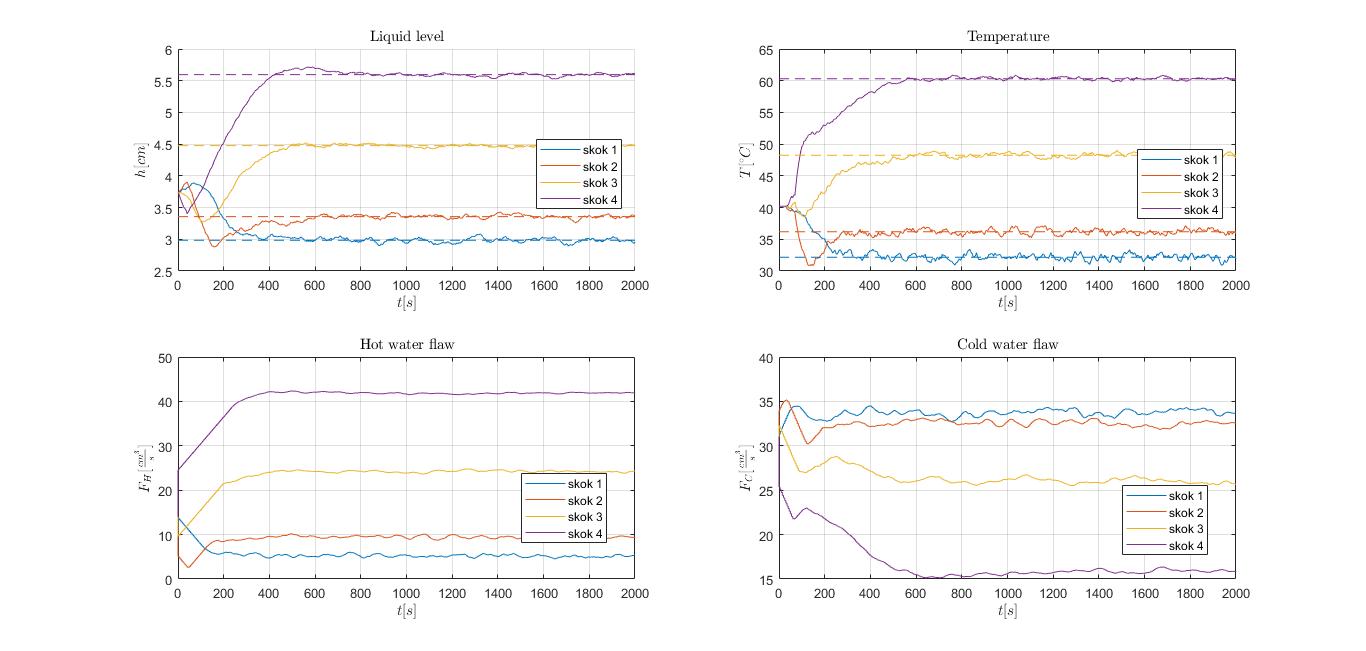 Liquid level
6
5.5
5
4.5
4
3.5
3
2.5
h[cm]
0 200 400 600 800 1000 1200 1400 1600 1800 2000
t[s]
skok 1
skok 2
skok 3
skok 4
Temperature
65
60
55
50
45
40
35
30
T[°C]
0 200 400 600 800 1000 1200 1400 1600 1800 2000
t[s]
skok 1
skok 2
skok 3
skok 4
Hot water flaw
50
40
30
20
10
0
F_H[cm³/s]
0 200 400 600 800 1000 1200 1400 1600 1800 2000
t[s]
skok 1
skok 2
skok 3
skok 4
Cold water flaw
40
35
30
25
20
15
F_C[cm³/s]
0 200 400 600 800 1000 1200 1400 1600 1800 2000
t[s]
skok 1
skok 2
skok 3
skok 4